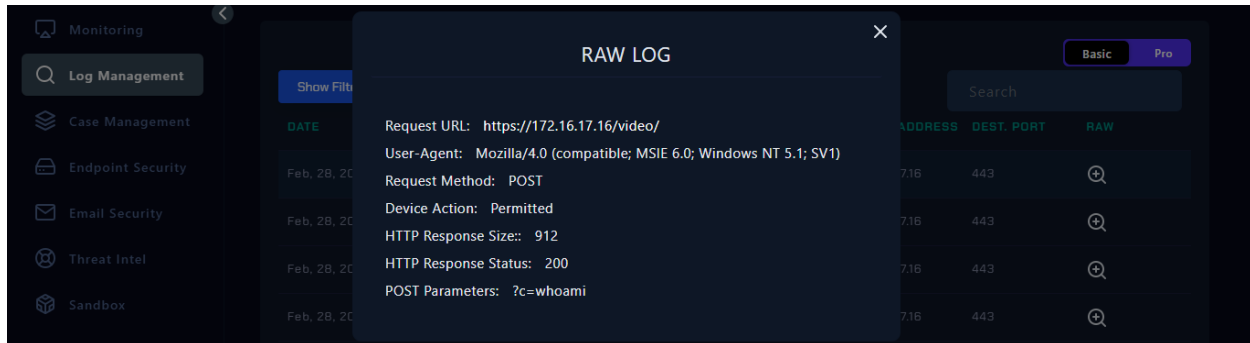 Monitoring
RAW LOG
Basic Pro
Log Management
Show Filt
Search
Case Management
DATE
ADDRESS DEST. PORT RAW
Request URL: https://172.16.17.16/video/
User-Agent: Mozilla/4.0 (compatible; MSIE 6.0; Windows NT 5.1; SV1)
Endpoint Security
Feb, 28, 20
7.16 443
Request Method: POST
Device Action: Permitted
Email Security
Feb, 28, 20
7.16 443
HTTP Response Size:: 912
Threat Intel
HTTP Response Status: 200
Feb, 28, 20
7.16 443
POST Parameters: ?c=whoami
Sandbox
Feb, 28, 20
7.16 443